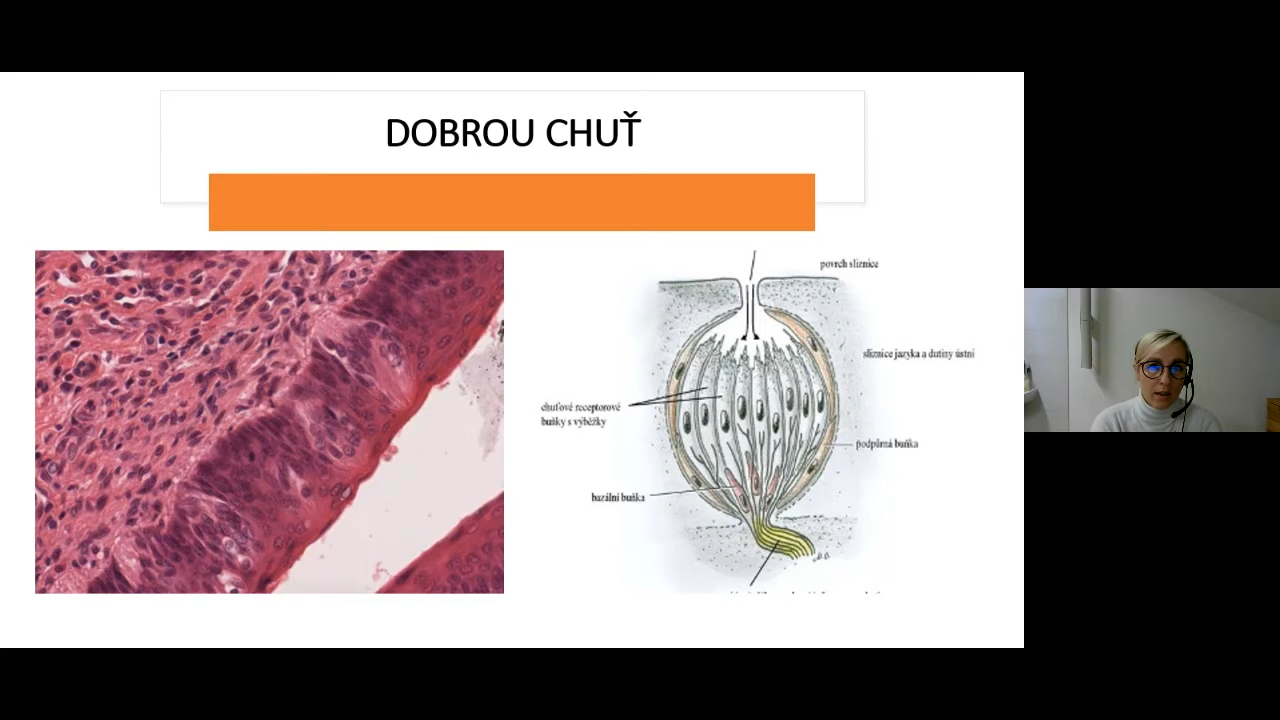 DOBROU CHUŤ
povrch sliznice
sliznice jazyka a dutiny ústní
chuťové receptorové
buňky s výběžky
podpůrná buňka
bazální buňka